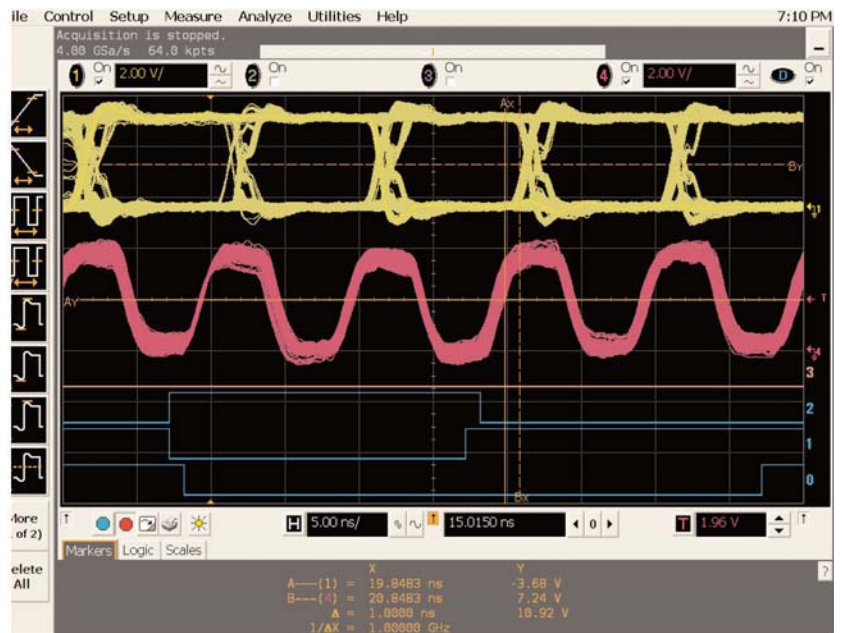 ile Control Setup Measure Analyze Utilities Help 7:10 PM
Acquisition is stopped.
4.00 GSa/s 64.0 kpts
1 On 2.00 V/ 2 On 3 On 4 On 2.00 V/ D On
Ax
By
1
Ay
T
4
3
2
1
0
Bx
More
of 2)
elete
All
H 5.00 ns/ T 15.0150 ns 0 T 1.96 V
Markers Logic Scales
X Y
A---(1) = 19.8483 ns -3.68 V
B---(4) = 20.8483 ns 7.24 V
Δ = 1.0000 ns 10.92 V
1/ΔX = 1.00000 GHz
?